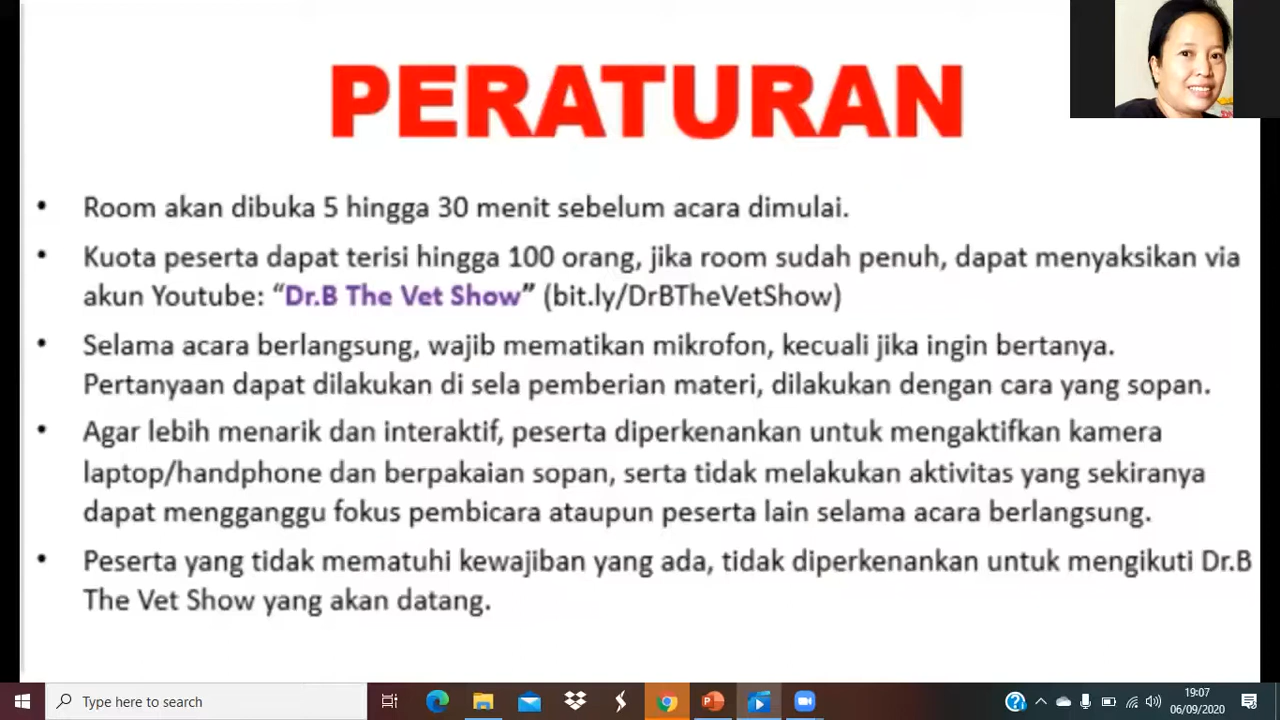 PERATURAN
• Room akan dibuka 5 hingga 30 menit sebelum acara dimulai.
• Kuota peserta dapat terisi hingga 100 orang, jika room sudah penuh, dapat menyaksikan via
akun Youtube: “Dr.B The Vet Show” (bit.ly/DrBTheVetShow)
• Selama acara berlangsung, wajib mematikan mikrofon, kecuali jika ingin bertanya.
Pertanyaan dapat dilakukan di sela pemberian materi, dilakukan dengan cara yang sopan.
• Agar lebih menarik dan interaktif, peserta diperkenankan untuk mengaktifkan kamera
laptop/handphone dan berpakaian sopan, serta tidak melakukan aktivitas yang sekiranya
dapat mengganggu fokus pembicara ataupun peserta lain selama acara berlangsung.
• Peserta yang tidak mematuhi kewajiban yang ada, tidak diperkenankan untuk mengikuti Dr.B
The Vet Show yang akan datang.
Type here to search
19:07
06/09/2020